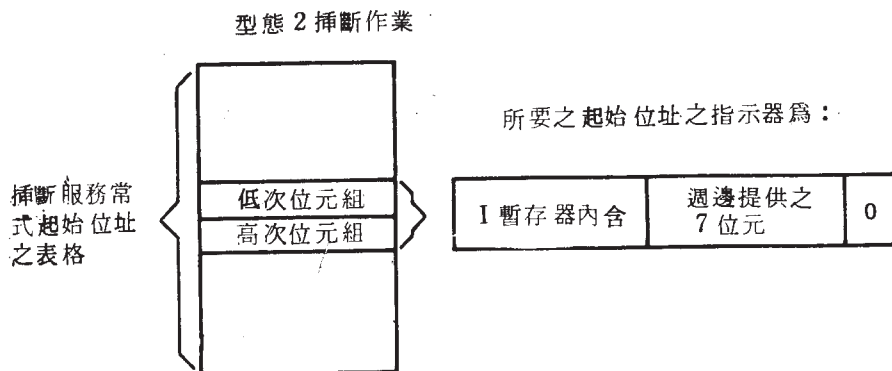 型態2插斷作業
所要之起始位址之指示器爲：
插斷服務常
式起始位址
之表格
低次位元組
高次位元組
I暫存器內含
週邊提供之
7位元
0